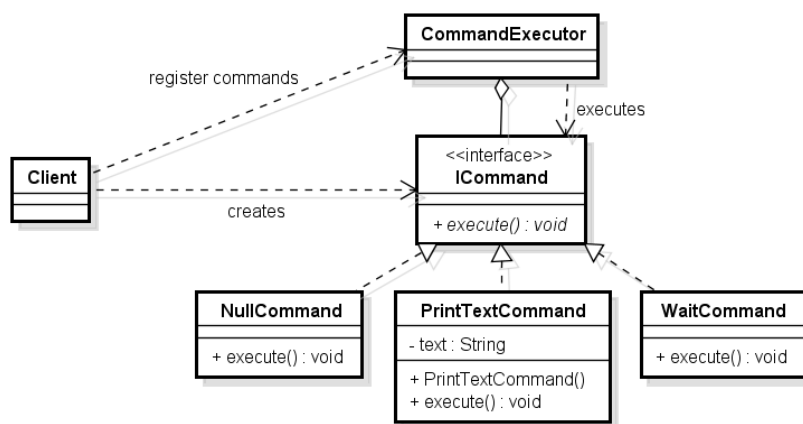 CommandExecutor
register commands
executes
<<interface>>
ICommand
Client
creates
+ execute() : void
NullCommand
+ execute() : void
PrintTextCommand
- text : String
+ PrintTextCommand()
+ execute() : void
WaitCommand
+ execute() : void